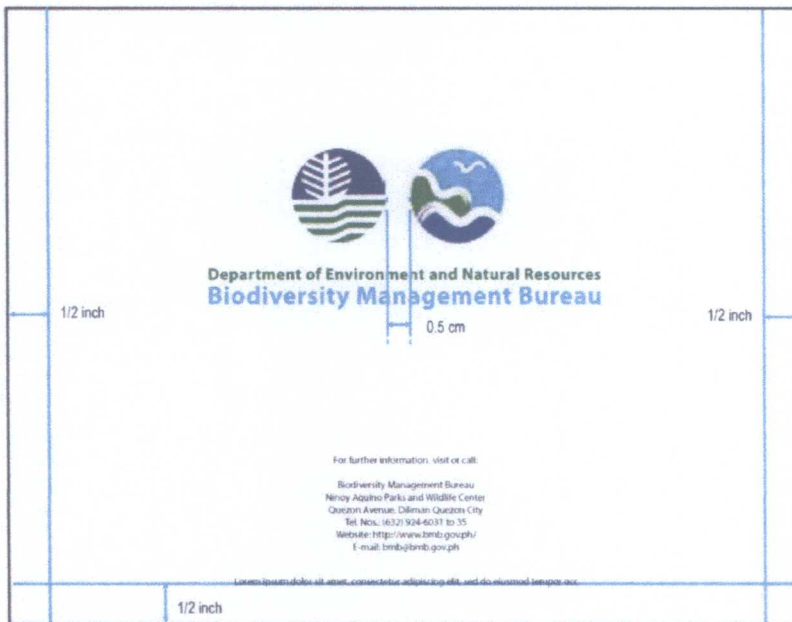 Department of Environment and Natural Resources
Biodiversity Management Bureau
1/2 inch
0.5 cm
1/2 inch
For further information, visit or call:
Biodiversity Management Bureau
Ninoy Aquino Parks and Wildlife Center
Quezon Avenue, Diliman Quezon City
Tel. Nos.: (632) 924-6031 to 35
Website: http://www.bmb.gov.ph/
E-mail: bmb@bmb.gov.ph
Lorem ipsum dolor sit amet, consectetur adipiscing elit, sed do eiusmod tempor
1/2 inch